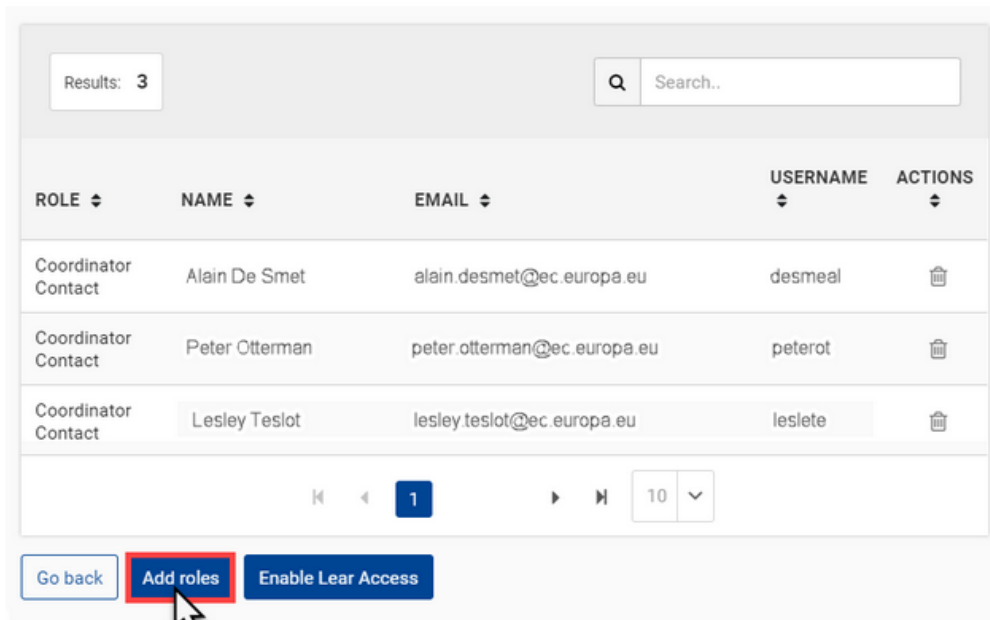 Results: 3
Search..
ROLE NAME EMAIL USERNAME ACTIONS
Coordinator Contact Alain De Smet alain.desmet@ec.europa.eu desmeal
Coordinator Contact Peter Otterman peter.otterman@ec.europa.eu peterot
Coordinator Contact Lesley Teslot lesley.teslot@ec.europa.eu leslete
1 10
Go back Add roles Enable Lear Access